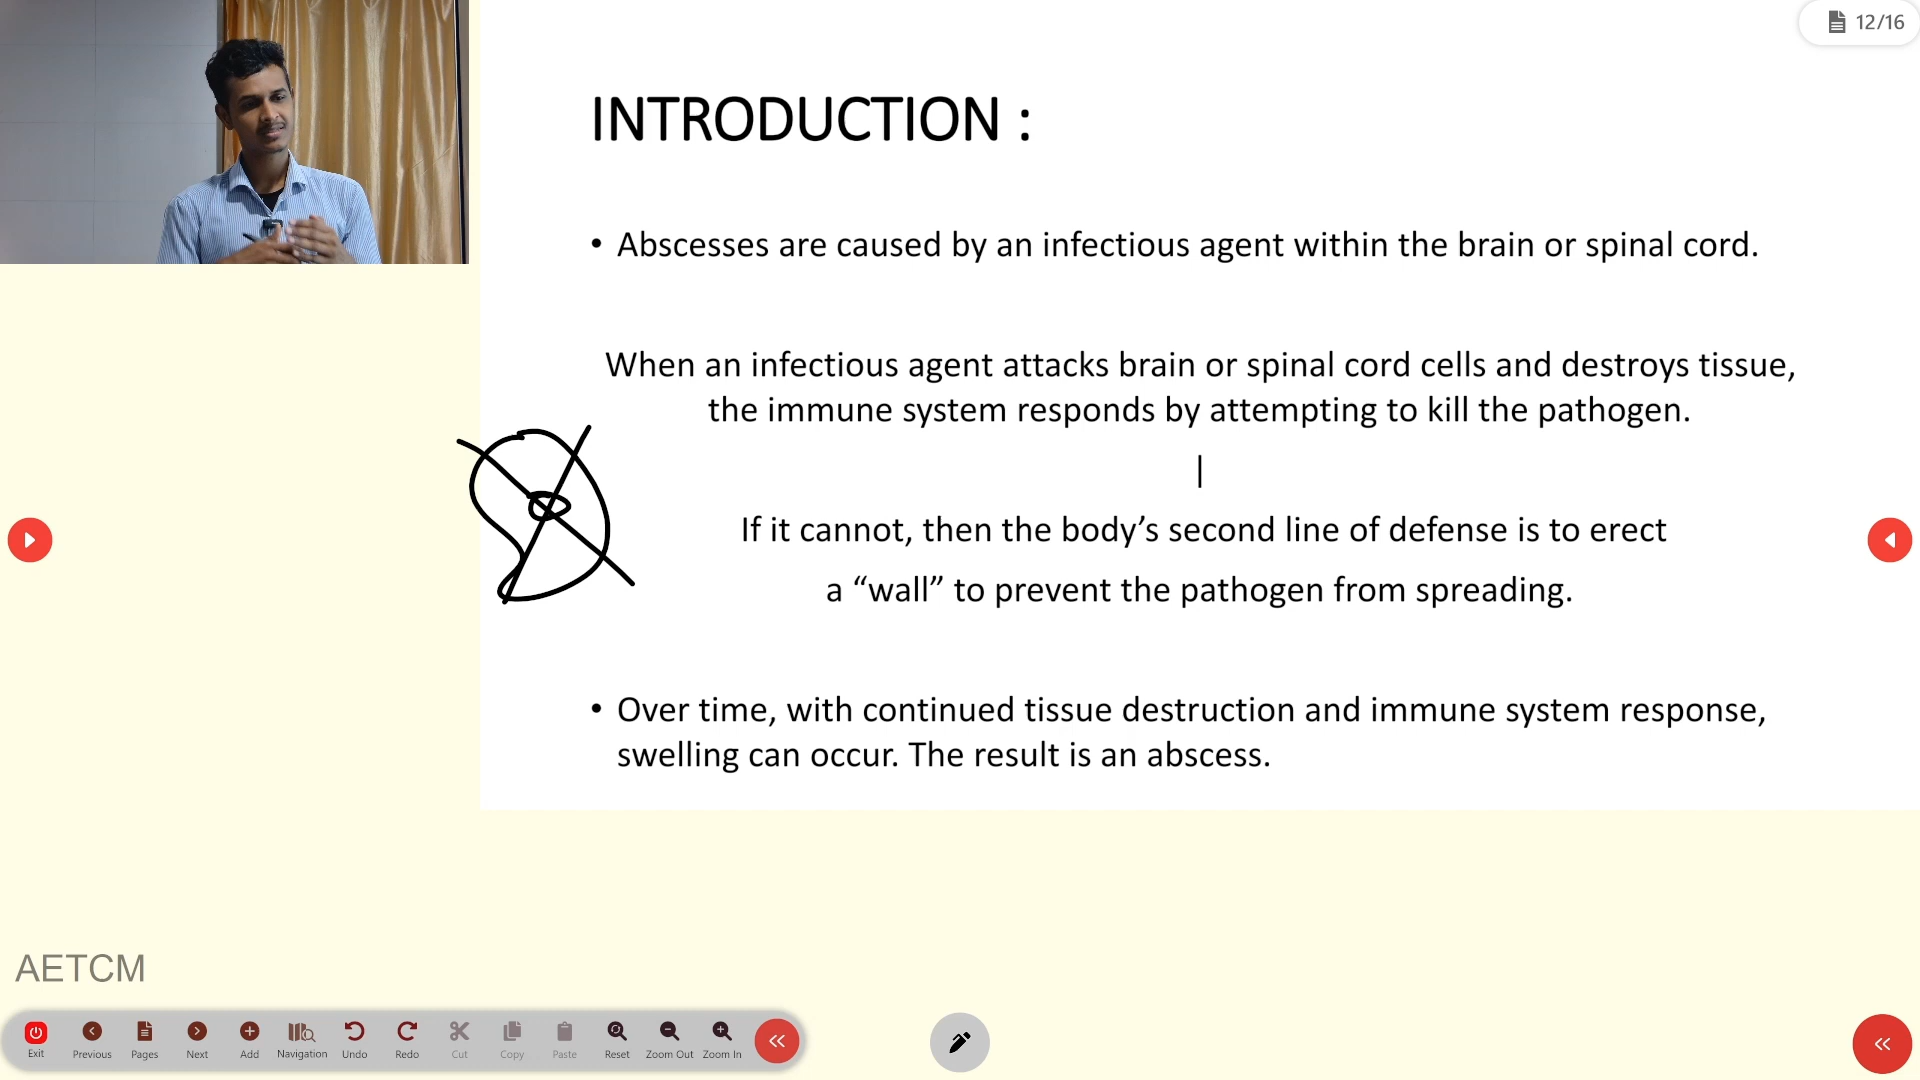 12/16
INTRODUCTION :
• Abscesses are caused by an infectious agent within the brain or spinal cord.
When an infectious agent attacks brain or spinal cord cells and destroys tissue,
the immune system responds by attempting to kill the pathogen.
|
If it cannot, then the body’s second line of defense is to erect
a “wall” to prevent the pathogen from spreading.
• Over time, with continued tissue destruction and immune system response,
swelling can occur. The result is an abscess.
AETCM
Exit Previous Pages Next Add Navigation Undo Redo Cut Copy Paste Reset Zoom Out Zoom In